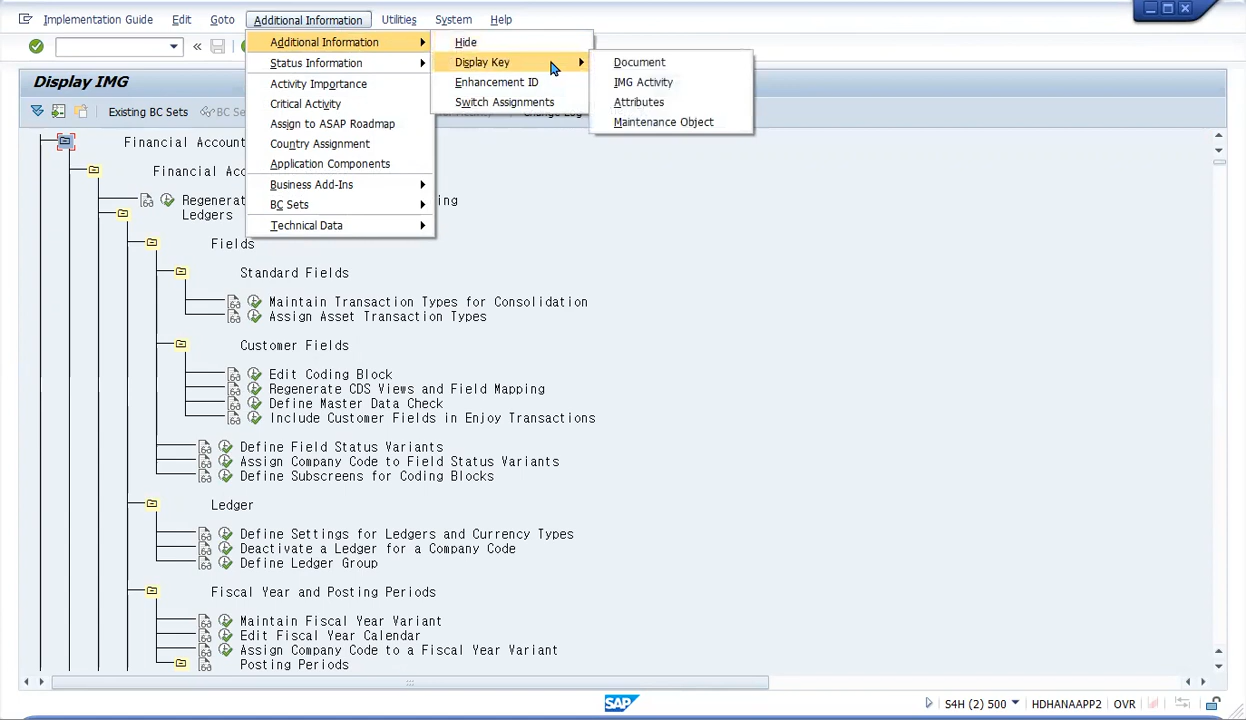 Implementation Guide Edit Goto Additional Information Utilities System Help
Additional Information
Status Information
Activity Importance
Critical Activity
Assign to ASAP Roadmap
Country Assignment
Application Components
Business Add-Ins
BC Sets
Technical Data
Hide
Display Key
Enhancement ID
Switch Assignments
Document
IMG Activity
Attributes
Maintenance Object
Display IMG
Existing BC Sets
Financial Account
Financial Acc
Regenerat
ing
Ledgers
Fields
Standard Fields
Maintain Transaction Types for Consolidation
Assign Asset Transaction Types
Customer Fields
Edit Coding Block
Regenerate CDS Views and Field Mapping
Define Master Data Check
Include Customer Fields in Enjoy Transactions
Define Field Status Variants
Assign Company Code to Field Status Variants
Define Subscreens for Coding Blocks
Ledger
Define Settings for Ledgers and Currency Types
Deactivate a Ledger for a Company Code
Define Ledger Group
Fiscal Year and Posting Periods
Maintain Fiscal Year Variant
Edit Fiscal Year Calendar
Assign Company Code to a Fiscal Year Variant
Posting Periods
SAP
S4H (2) 500 HDHANAAPP2 OVR